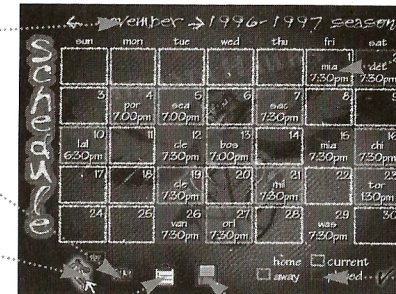 vember → 1996-1997 season
Schedule
sun mon tue wed thu fri sat
mia det
7:30pm 7:30pm
3 4 5 6 7 8 9
por sea sac
7:00pm 7:00pm 7:30pm
10 11 12 13 14 15 16
lal cle bos mia chi
6:30pm 7:30pm 7:00pm 7:30pm 7:30pm
17 18 19 20 21 22 23
cle mil tor
7:30pm 7:30pm 1:30pm
24 25 26 27 28 29 30
van orl was
7:30pm 7:30pm 7:30pm
home current
away